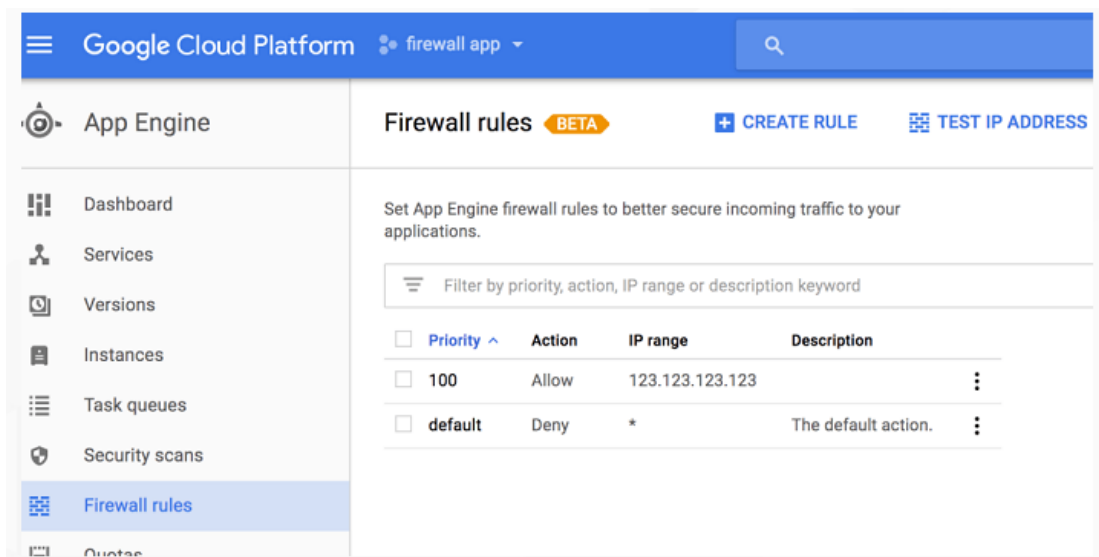 Google Cloud Platform firewall app
App Engine
Firewall rules BETA CREATE RULE TEST IP ADDRESS
Dashboard
Services
Versions
Instances
Task queues
Security scans
Firewall rules
Quotas
Set App Engine firewall rules to better secure incoming traffic to your
applications.
Filter by priority, action, IP range or description keyword
Priority Action IP range Description
100 Allow 123.123.123.123
default Deny * The default action.